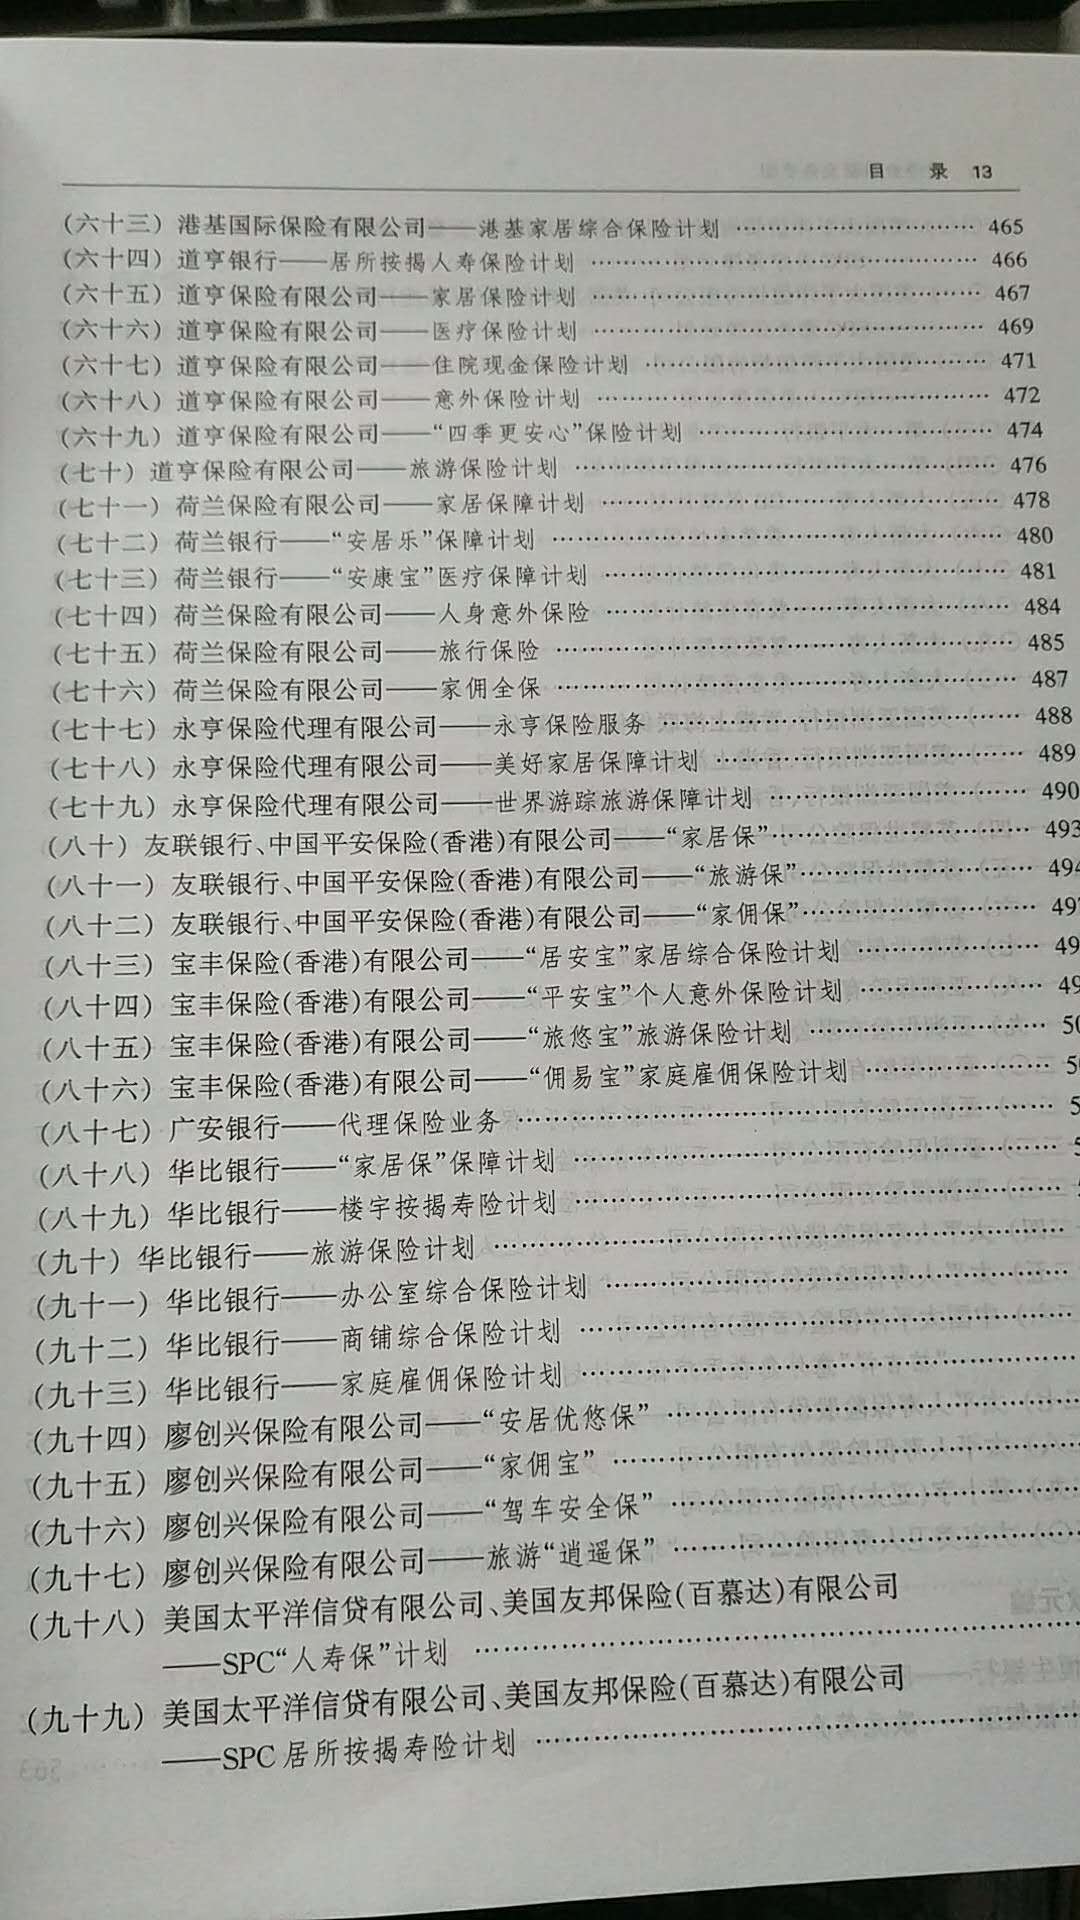 目 录 13
(六十三) 港基国际保险有限公司——港基家居综合保险计划 ………………………… 465
(六十四) 道亨银行——居所按揭人寿保险计划 ………………………… 466
(六十五) 道亨保险有限公司——家居保险计划 ………………………… 467
(六十六) 道亨保险有限公司——医疗保险计划 ………………………… 469
(六十七) 道亨保险有限公司——住院现金保险计划 ………………………… 471
(六十八) 道亨保险有限公司——意外保险计划 ………………………… 472
(六十九) 道亨保险有限公司——“四季更安心”保险计划 ………………………… 474
(七十) 道亨保险有限公司——旅游保险计划 ………………………… 476
(七十一) 荷兰保险有限公司——家居保障计划 ………………………… 478
(七十二) 荷兰银行——“安居乐”保障计划 ………………………… 480
(七十三) 荷兰银行——“安康宝”医疗保障计划 ………………………… 481
(七十四) 荷兰保险有限公司——人身意外保险 ………………………… 484
(七十五) 荷兰保险有限公司——旅行保险 ………………………… 485
(七十六) 荷兰保险有限公司——家佣全保 ………………………… 487
(七十七) 永亨保险代理有限公司——永亨保险服务 ………………………… 488
(七十八) 永亨保险代理有限公司——美好家居保障计划 ………………………… 489
(七十九) 永亨保险代理有限公司——世界游踪旅游保障计划 ………………………… 490
(八十) 友联银行、中国平安保险(香港)有限公司——“家居保”………………………… 493
(八十一) 友联银行、中国平安保险(香港)有限公司——“旅游保”………………………… 494
(八十二) 友联银行、中国平安保险(香港)有限公司——“家佣保”………………………… 49
(八十三) 宝丰保险(香港)有限公司——“居安宝”家居综合保险计划 ………………… 49
(八十四) 宝丰保险(香港)有限公司——“平安宝”个人意外保险计划 ………………… 49
(八十五) 宝丰保险(香港)有限公司——“旅悠宝”旅游保险计划 ………………………… 50
(八十六) 宝丰保险(香港)有限公司——“佣易宝”家庭雇佣保险计划 ………………… 5
(八十七) 广安银行——代理保险业务 ………………………… 5
(八十八) 华比银行——“家居保”保障计划 …………………………
(八十九) 华比银行——楼宇按揭寿险计划 …………………………
(九十) 华比银行——旅游保险计划 …………………………
(九十一) 华比银行——办公室综合保险计划 …………………………
(九十二) 华比银行——商铺综合保险计划 …………………………
(九十三) 华比银行——家庭雇佣保险计划 …………………………
(九十四) 廖创兴保险有限公司——“安居优悠保” …………………………
(九十五) 廖创兴保险有限公司——“家佣宝” …………………………
(九十六) 廖创兴保险有限公司——“驾车安全保” …………………………
(九十七) 廖创兴保险有限公司——旅游“逍遥保” …………………………
(九十八) 美国太平洋信贷有限公司、美国友邦保险(百慕达)有限公司
——SPC“人寿保”计划 …………………………
(九十九) 美国太平洋信贷有限公司、美国友邦保险(百慕达)有限公司
——SPC 居所按揭寿险计划 …………………………